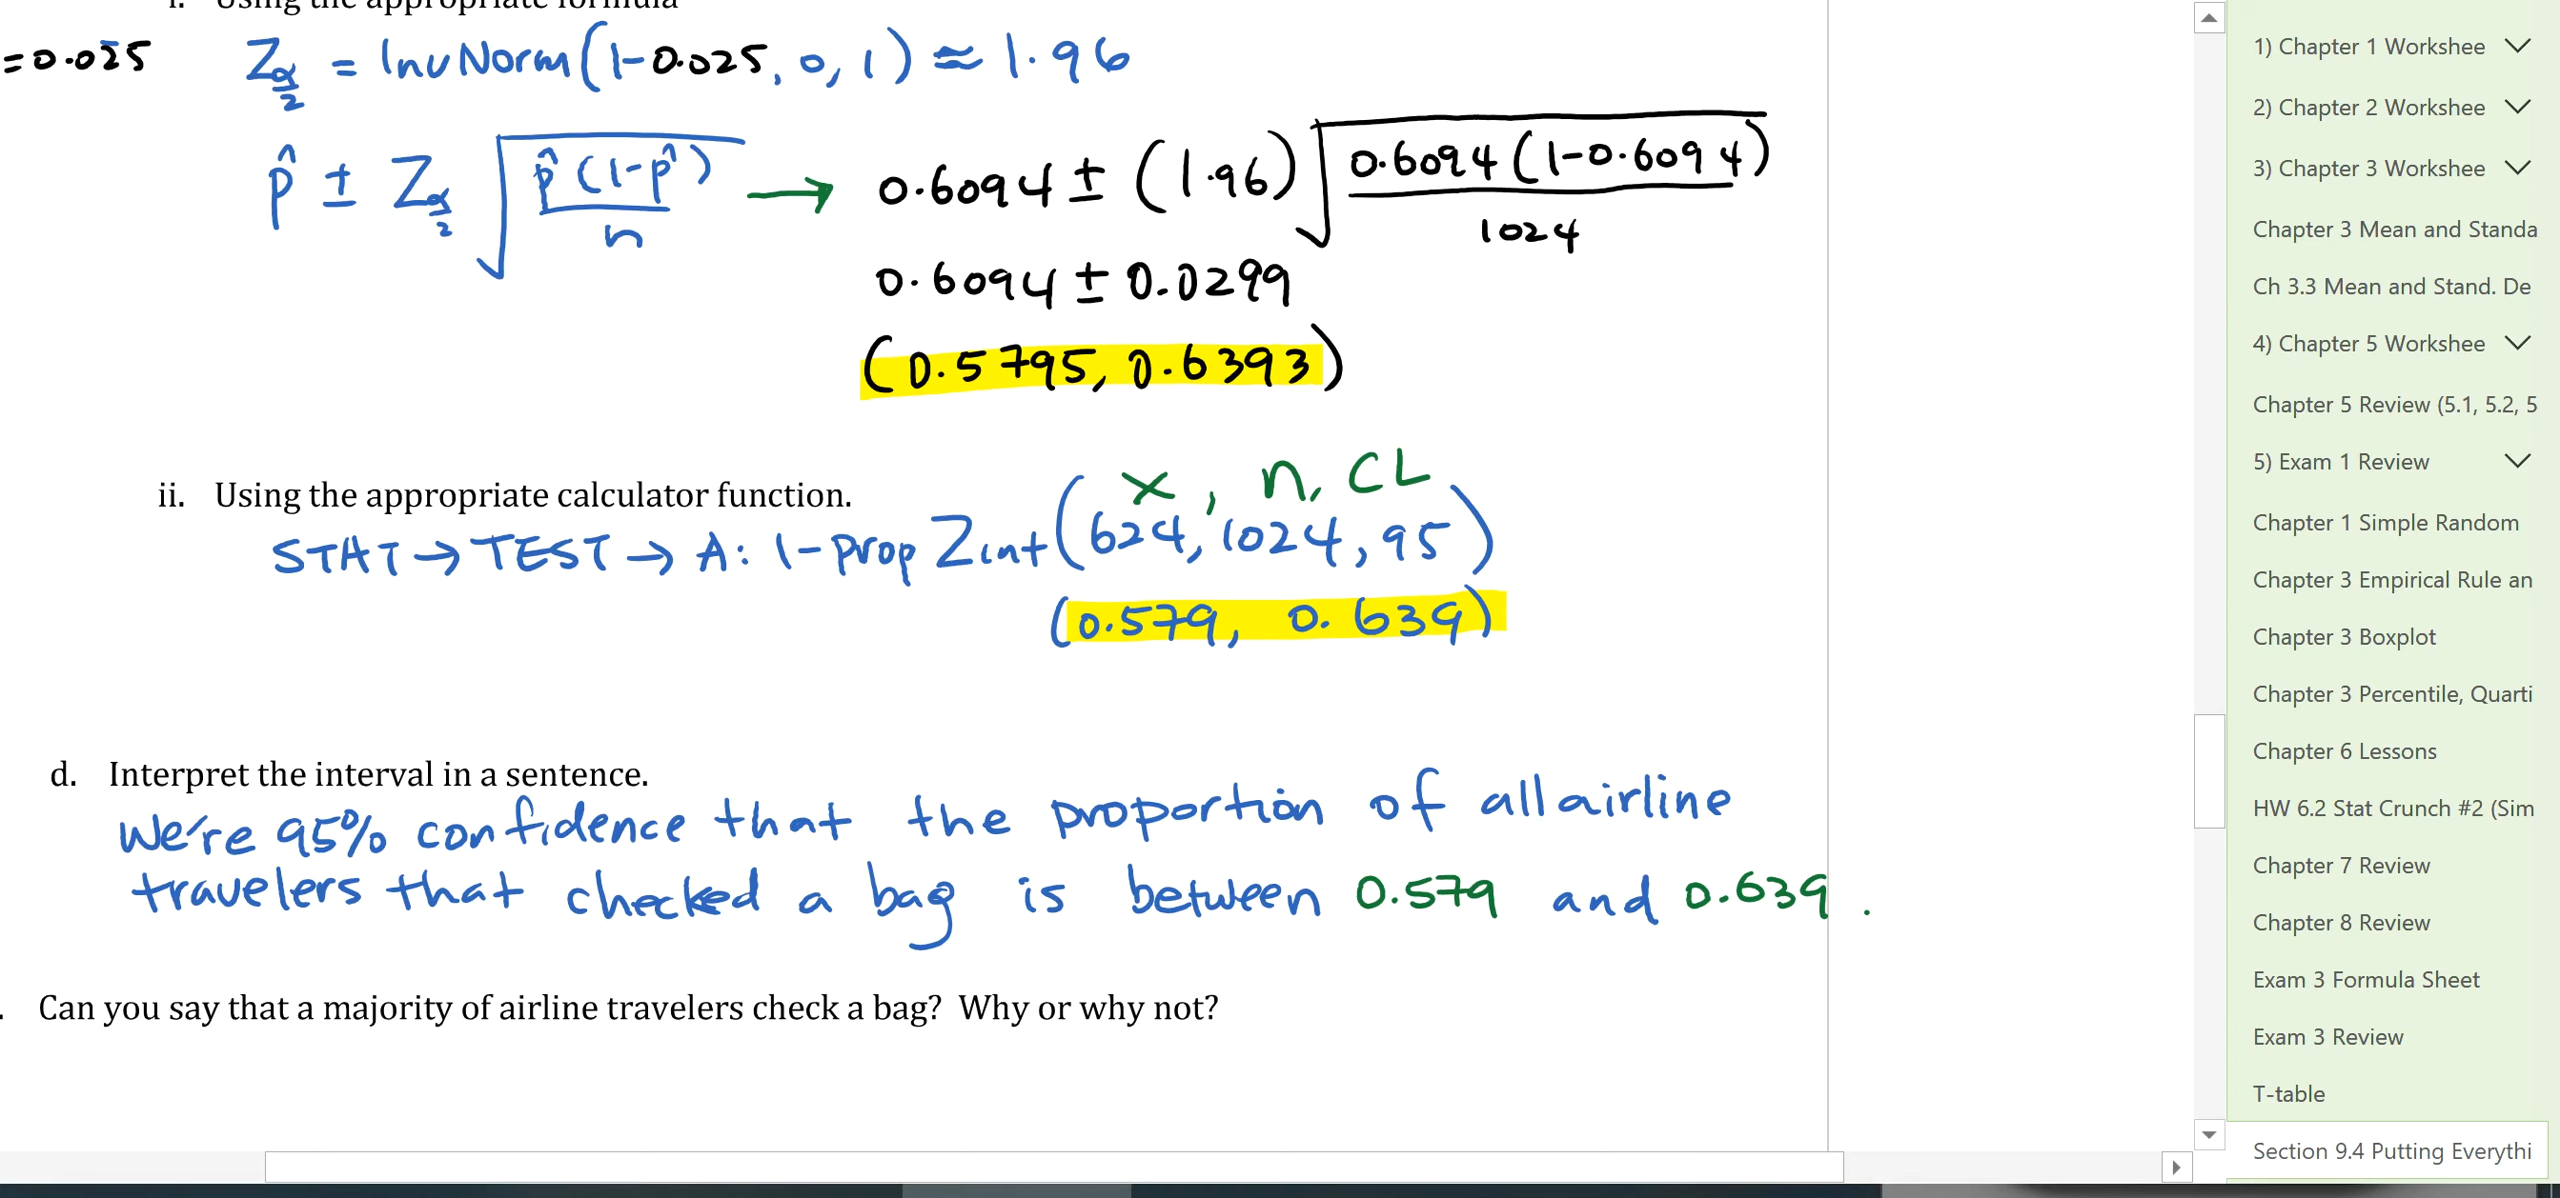 i. Using the appropriate formula
= 0.025 Zα/2 = InvNorm(1-0.025, 0, 1) ≈ 1.96
p̂ ± Zα/2 √(p̂(1-p̂)/n) → 0.6094 ± (1.96) √(0.6094(1-0.6094)/1024)
0.6094 ± 0.0299
(0.5795, 0.6393)
x, n, CL
ii. Using the appropriate calculator function.
STAT → TEST → A: 1-Prop Zint (624, 1024, 95)
(0.579, 0.639)
d. Interpret the interval in a sentence.
We're 95% confidence that the proportion of all airline
travelers that checked a bag is between 0.579 and 0.639.
. Can you say that a majority of airline travelers check a bag? Why or why not?
1) Chapter 1 Workshee
2) Chapter 2 Workshee
3) Chapter 3 Workshee
Chapter 3 Mean and Standa
Ch 3.3 Mean and Stand. De
4) Chapter 5 Workshee
Chapter 5 Review (5.1, 5.2, 5
5) Exam 1 Review
Chapter 1 Simple Random
Chapter 3 Empirical Rule an
Chapter 3 Boxplot
Chapter 3 Percentile, Quarti
Chapter 6 Lessons
HW 6.2 Stat Crunch #2 (Sim
Chapter 7 Review
Chapter 8 Review
Exam 3 Formula Sheet
Exam 3 Review
T-table
Section 9.4 Putting Everythi